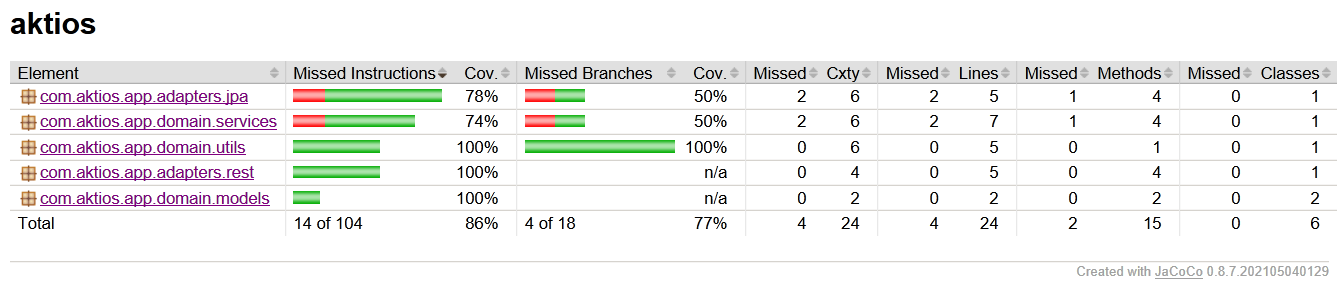 aktios
Element Missed Instructions Cov. Missed Branches Cov. Missed Cxty Missed Lines Missed Methods Missed Classes
com.aktios.app.adapters.jpa 78% 50% 2 6 2 5 1 4 0 1
com.aktios.app.domain.services 74% 50% 2 6 2 7 1 4 0 1
com.aktios.app.domain.utils 100% 100% 0 6 0 5 0 1 0 1
com.aktios.app.adapters.rest 100% n/a 0 4 0 5 0 4 0 1
com.aktios.app.domain.models 100% n/a 0 2 0 2 0 2 0 2
Total 14 of 104 86% 4 of 18 77% 4 24 4 24 2 15 0 6
Created with JaCoCo 0.8.7.202105040129